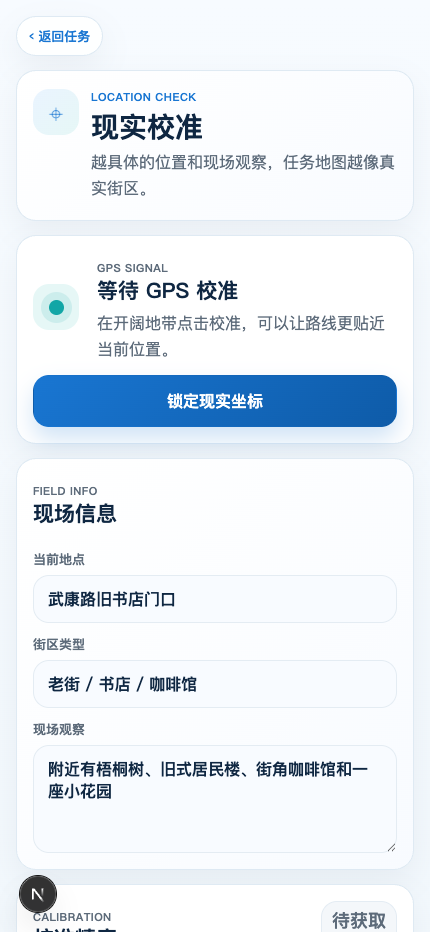 ‹ 返回任务
LOCATION CHECK
现实校准
越具体的位置和现场观察，任务地图越像真
实街区。
GPS SIGNAL
等待 GPS 校准
在开阔地带点击校准，可以让路线更贴近
当前位置。
锁定现实坐标
FIELD INFO
现场信息
当前地点
武康路旧书店门口
街区类型
老街 / 书店 / 咖啡馆
现场观察
附近有梧桐树、旧式居民楼、街角咖啡馆和一
座小花园
N
CALIBRATION
待获取
校准精度